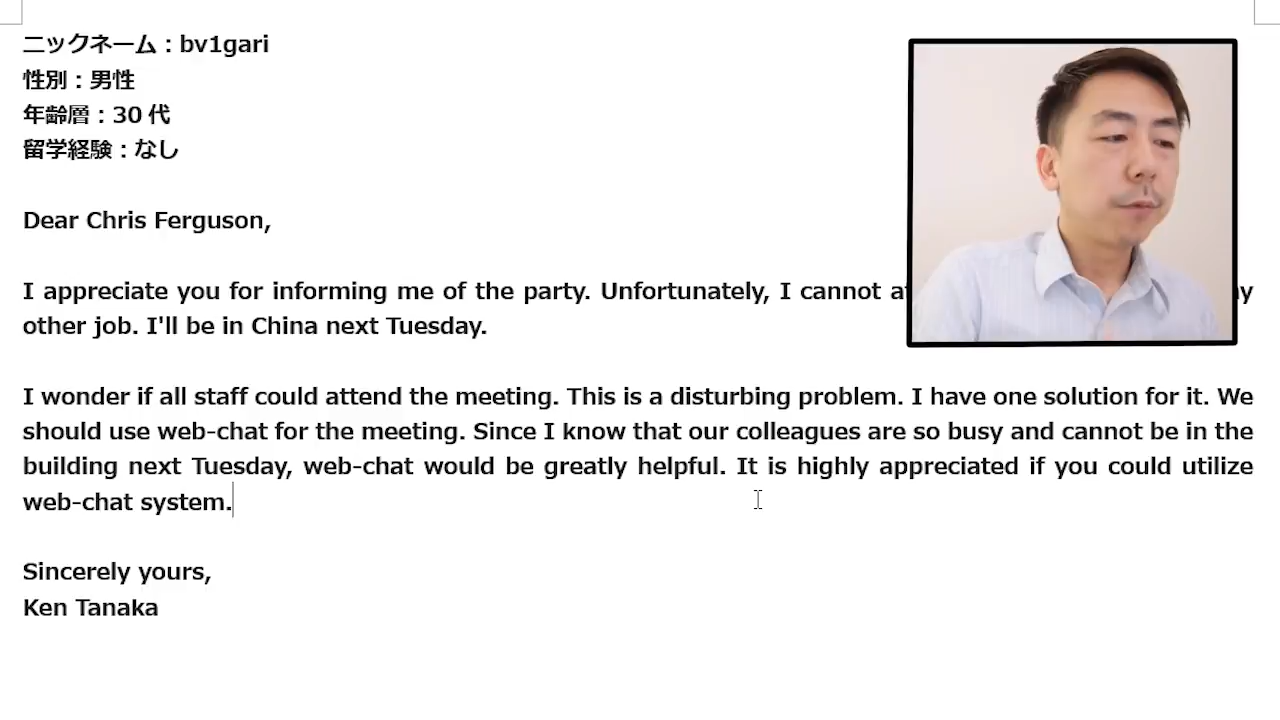 ニックネーム：bv1gari
性別：男性
年齢層：30 代
留学経験：なし
Dear Chris Ferguson,
I appreciate you for informing me of the party. Unfortunately, I cannot
other job. I'll be in China next Tuesday.
I wonder if all staff could attend the meeting. This is a disturbing problem. I have one solution for it. We
should use web-chat for the meeting. Since I know that our colleagues are so busy and cannot be in the
building next Tuesday, web-chat would be greatly helpful. It is highly appreciated if you could utilize
web-chat system.
Sincerely yours,
Ken Tanaka